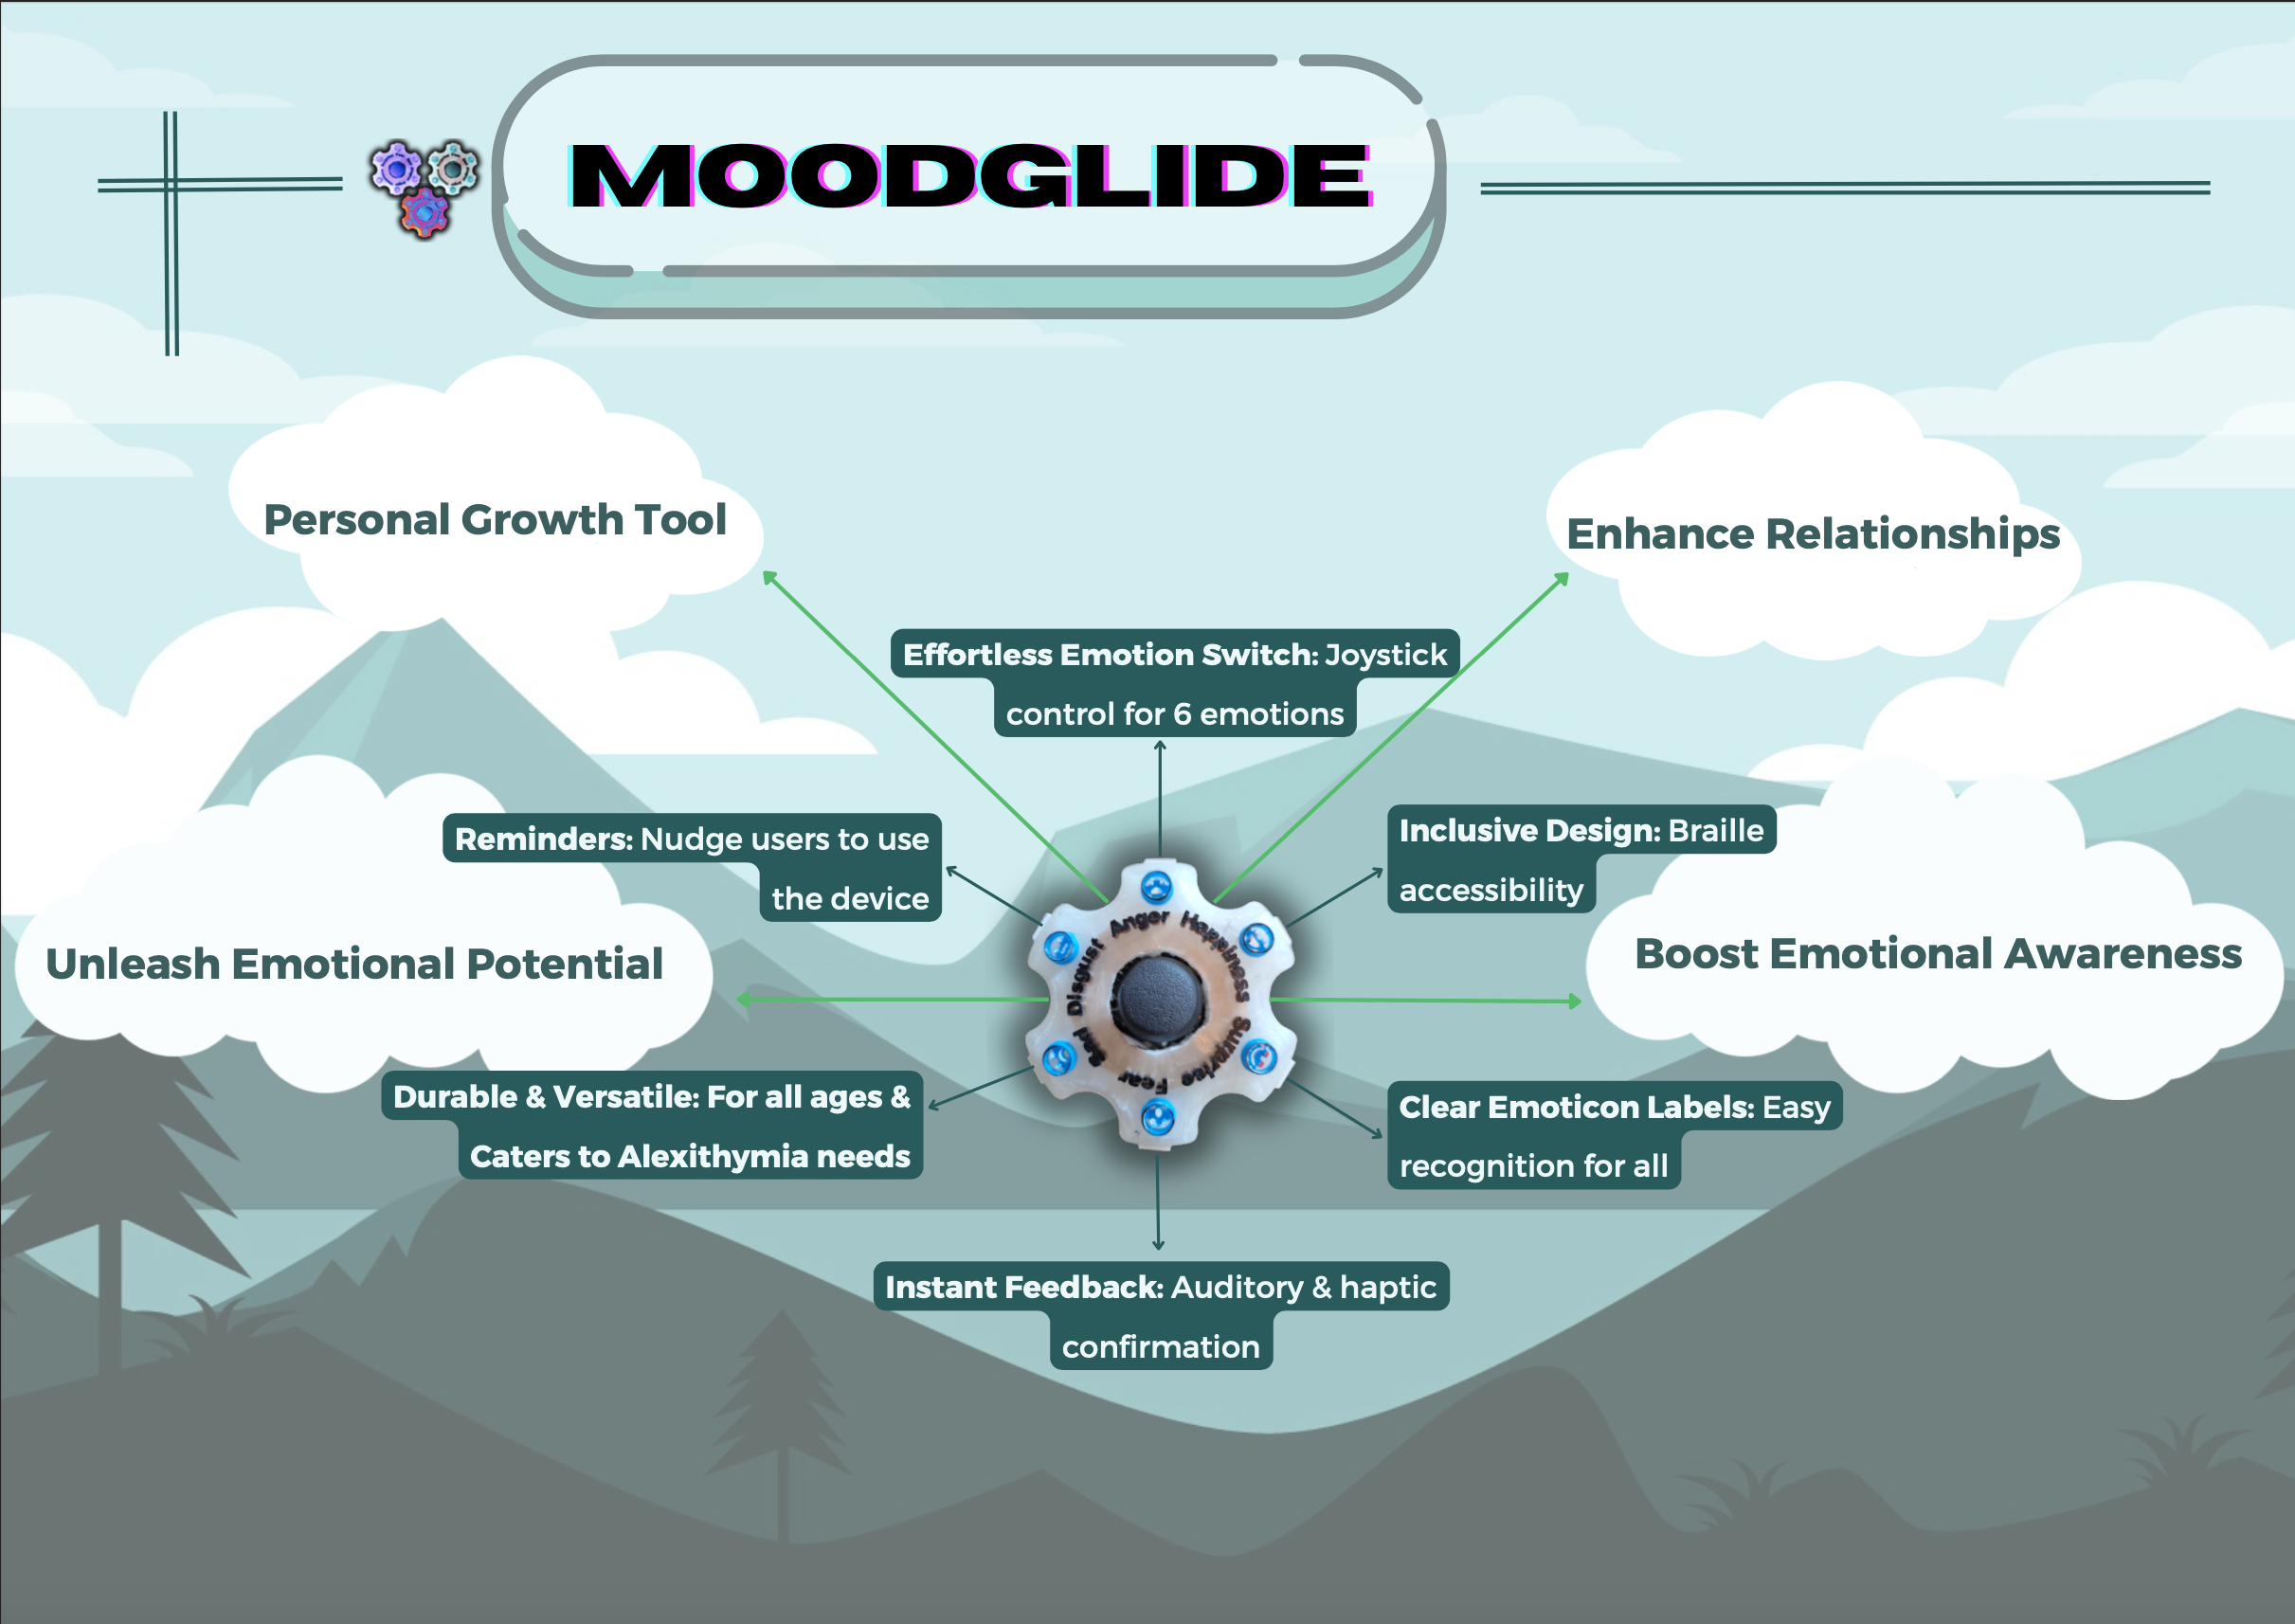 MOODGLIDE
Personal Growth Tool
Enhance Relationships
Effortless Emotion Switch: Joystick
control for 6 emotions
Reminders: Nudge users to use
the device
Inclusive Design: Braille
accessibility
Unleash Emotional Potential
Boost Emotional Awareness
Anger
Happiness
Surprise
Fear
Sad
Disgust
Durable & Versatile: For all ages &
Caters to Alexithymia needs
Clear Emoticon Labels: Easy
recognition for all
Instant Feedback: Auditory & haptic
confirmation